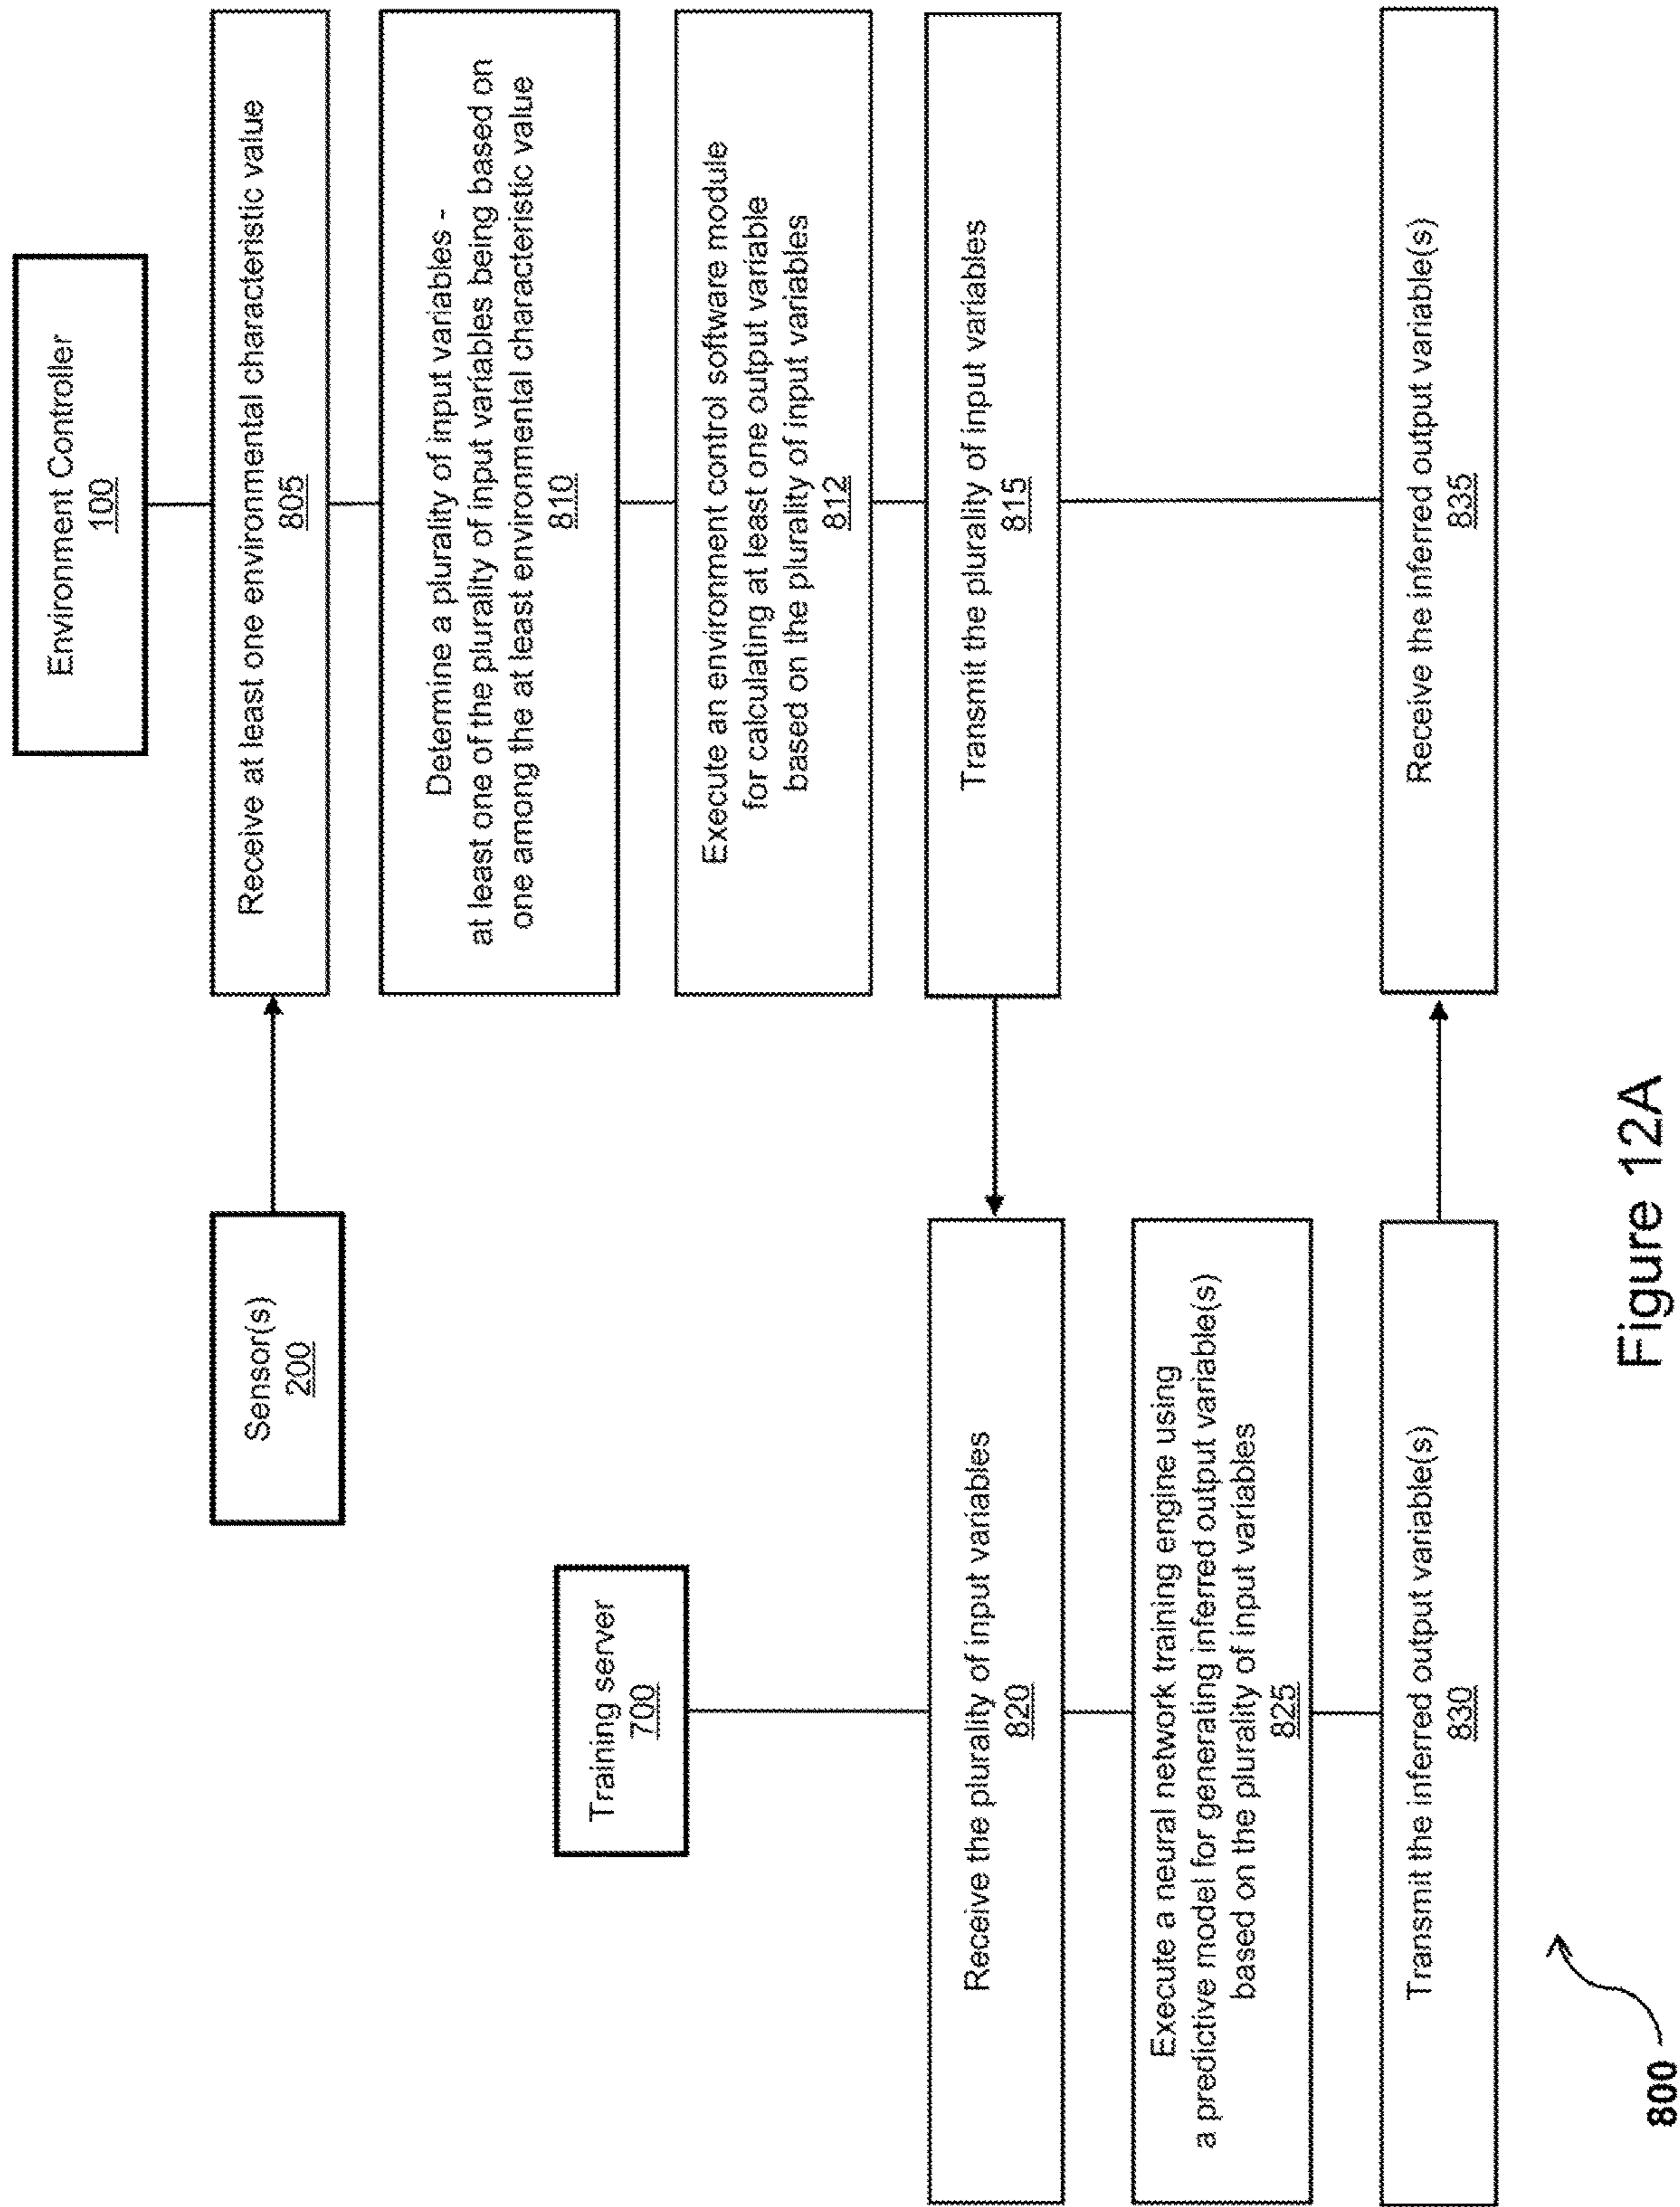 Environment Controller
100
Sensor(s)
200
Receive at least one environmental characteristic value
805
Determine a plurality of input variables -
at least one of the plurality of input variables being based on
one among the at least environmental characteristic value
810
Training server
700
Execute an environment control software module
for calculating at least one output variable
based on the plurality of input variables
812
Transmit the plurality of input variables
815
Receive the plurality of input variables
820
Execute a neural network training engine using
a predictive model for generating inferred output variable(s)
based on the plurality of input variables
825
Transmit the inferred output variable(s)
830
Receive the inferred output variable(s)
835
800
Figure 12A